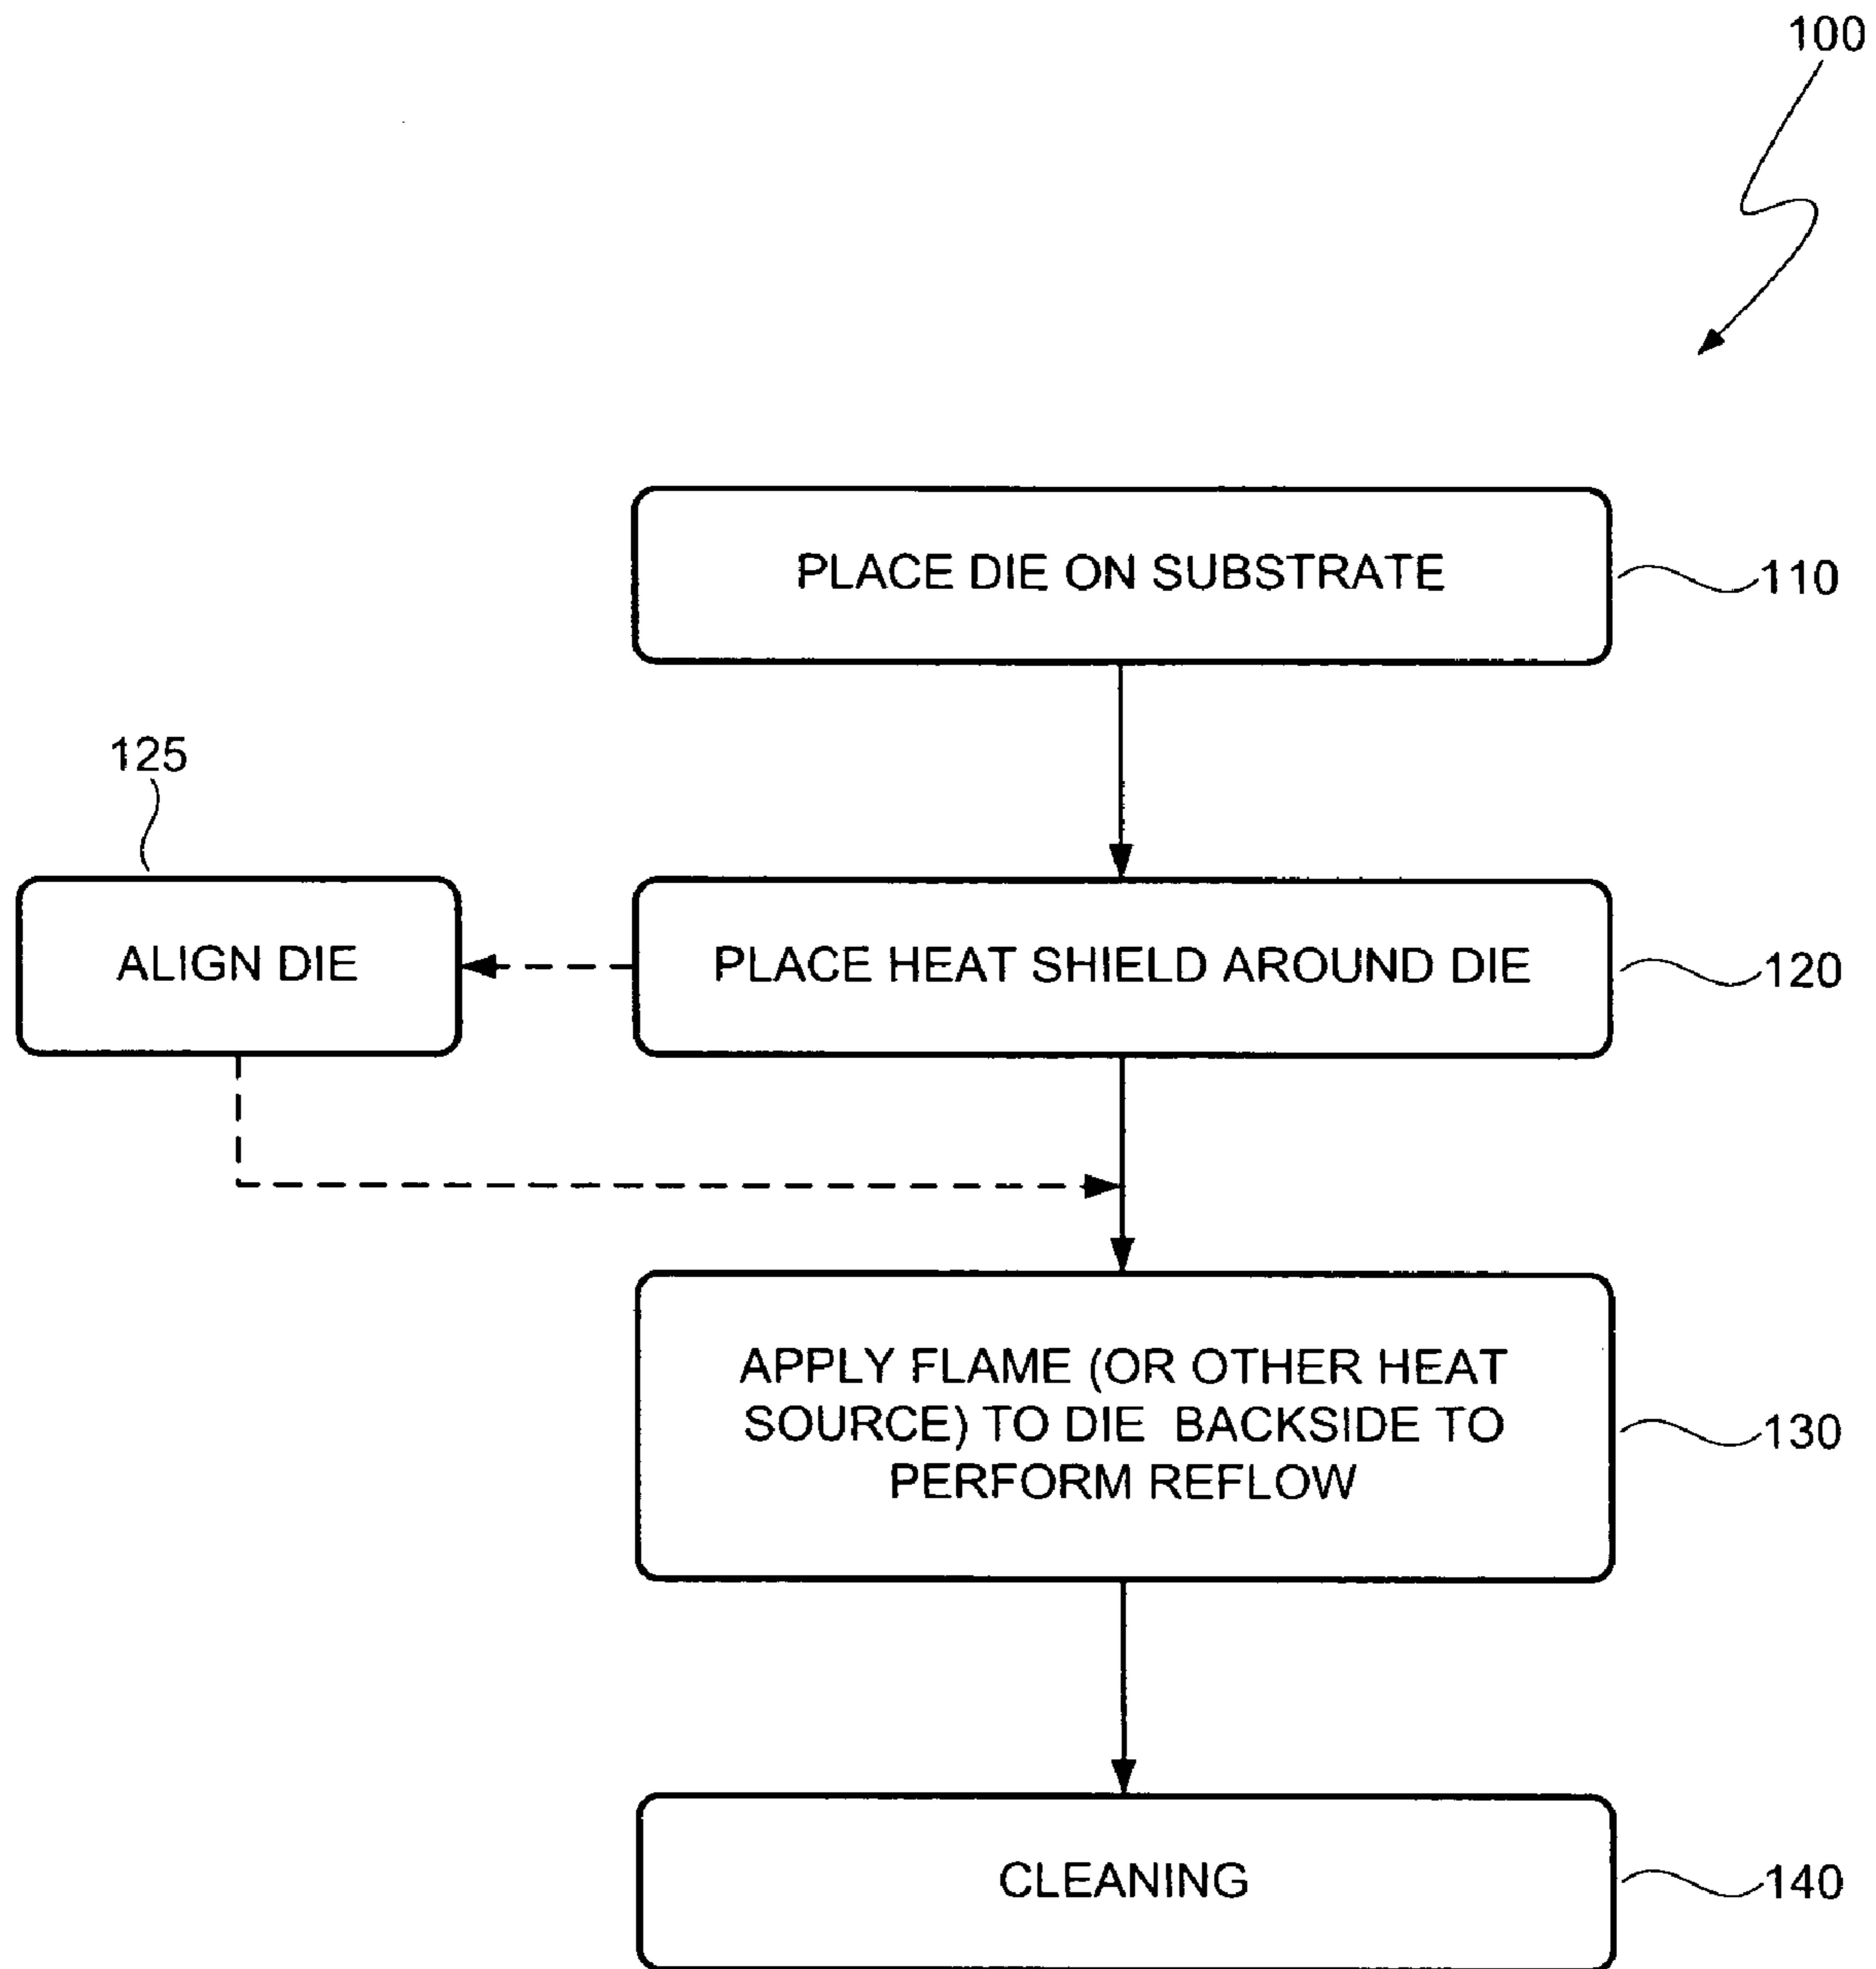 100
PLACE DIE ON SUBSTRATE
110
125
ALIGN DIE
PLACE HEAT SHIELD AROUND DIE
120
APPLY FLAME (OR OTHER HEAT
SOURCE) TO DIE BACKSIDE TO
PERFORM REFLOW
130
CLEANING
140